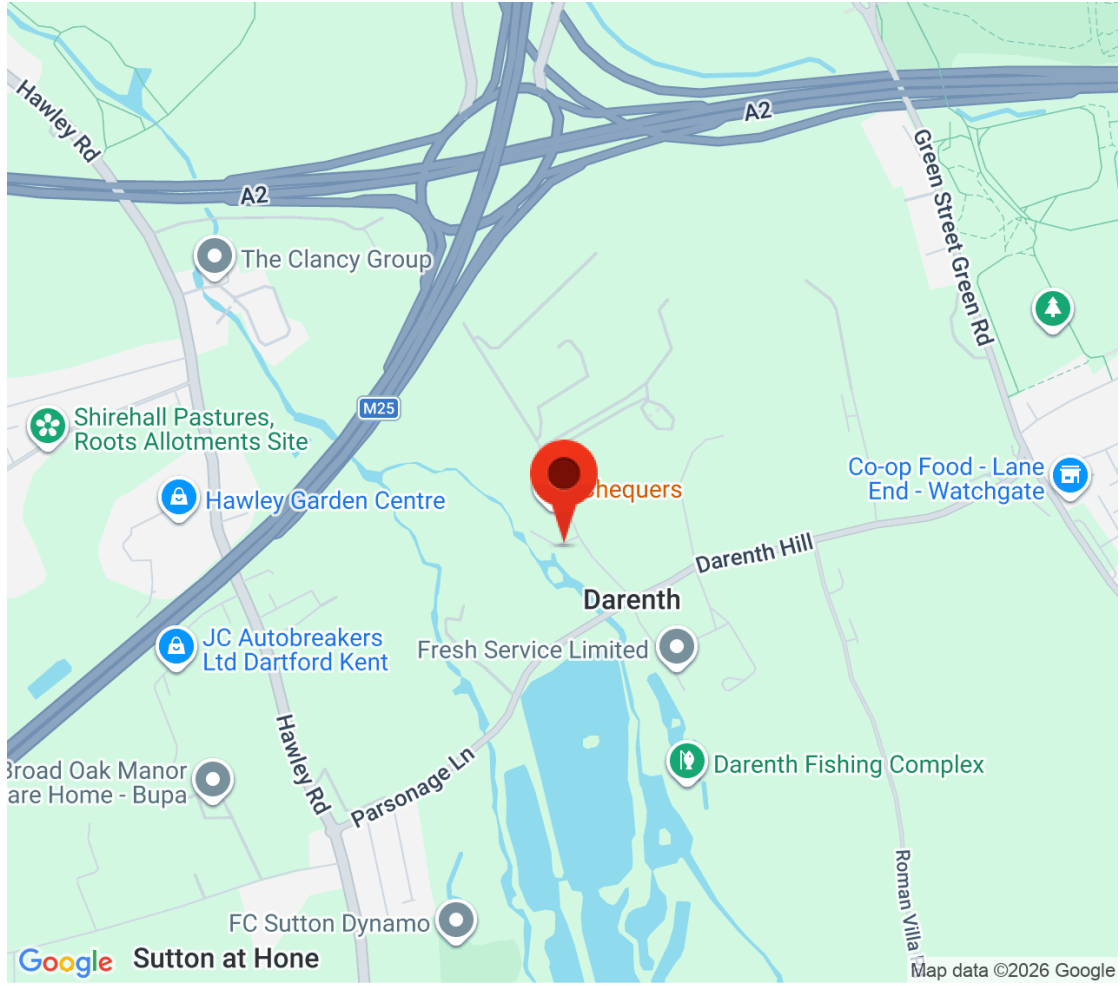 Hawley Rd
A2
A2
Green Street Green Rd
The Clancy Group
M25
Shirehall Pastures,
Roots Allotments Site
Hawley Garden Centre
hequers
Co-op Food - Lane
End - Watchgate
Darenth Hill
Darenth
JC Autobreakers
Ltd Dartford Kent
Fresh Service Limited
Hawley Rd
Broad Oak Manor
are Home - Bupa
Parsonage Ln
Darenth Fishing Complex
Roman Villa
FC Sutton Dynamo
Google
Sutton at Hone
Map data ©2026 Google